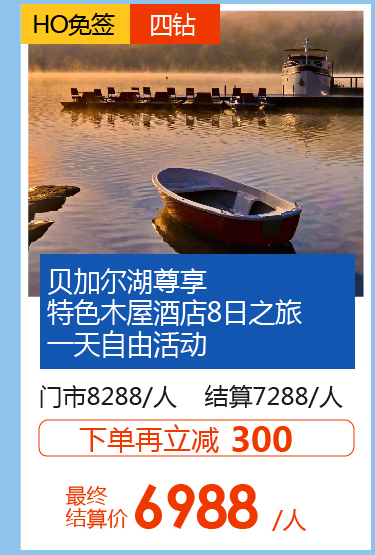 HO免签 四钻
贝加尔湖尊享
特色木屋酒店8日之旅
一天自由活动
门市8288/人 结算7288/人
下单再立减 300
最终
结算价 6988 /人